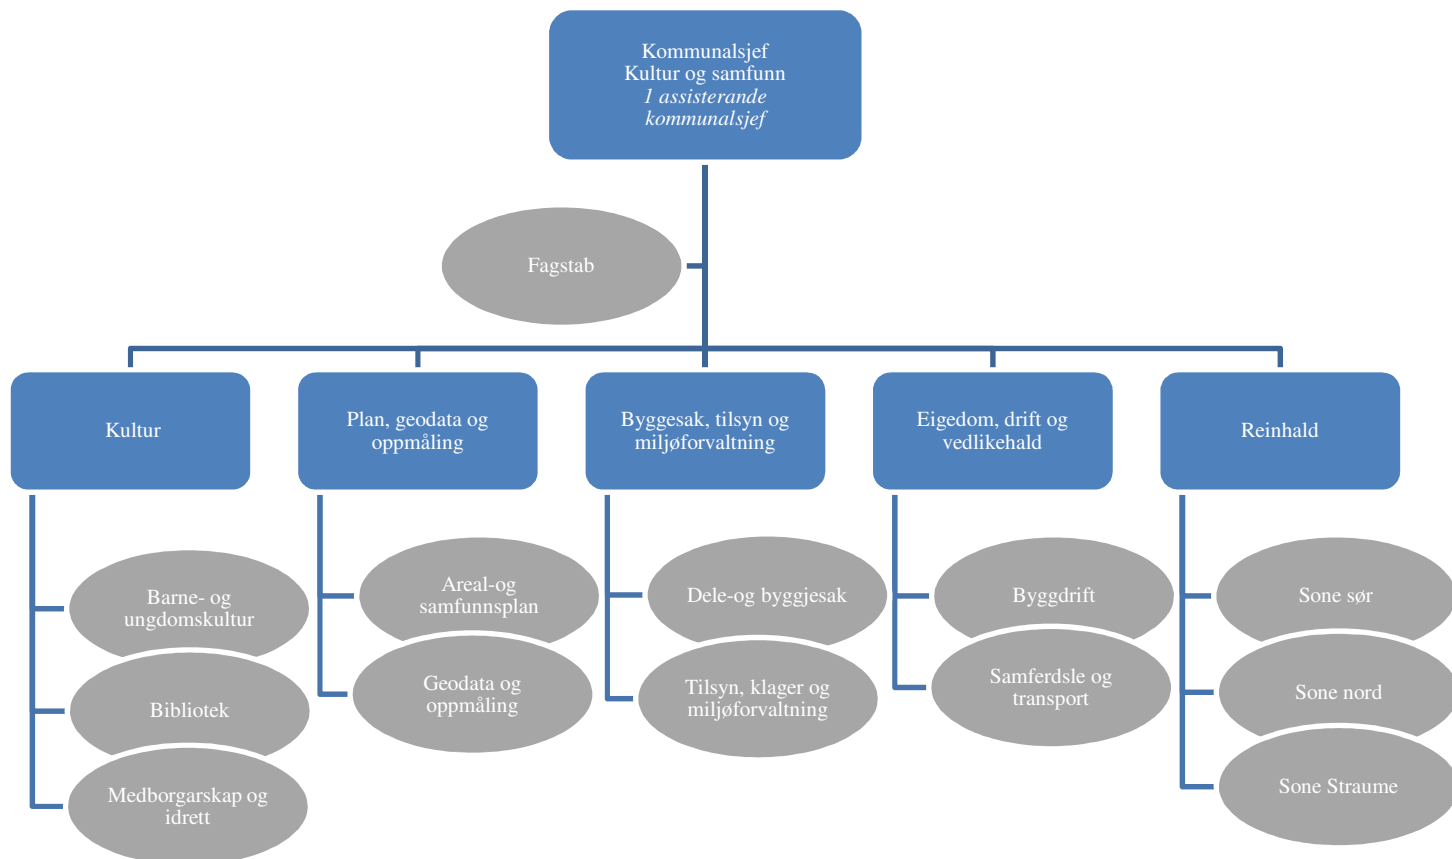 Kommunalsjef
Kultur og samfunn
1 assisterande
kommunalsjef
Fagstab
Kultur
Plan, geodata og
oppmåling
Byggesak, tilsyn og
miljøforvaltning
Eigedom, drift og
vedlikehald
Reinhald
Barne- og
ungdomskultur
Bibliotek
Medborgarskap og
idrett
Areal-og
samfunnsplan
Geodata og
oppmåling
Dele-og byggjesak
Tilsyn, klager og
miljøforvaltning
Byggdrift
Samferdsle og
transport
Sone sør
Sone nord
Sone Straume